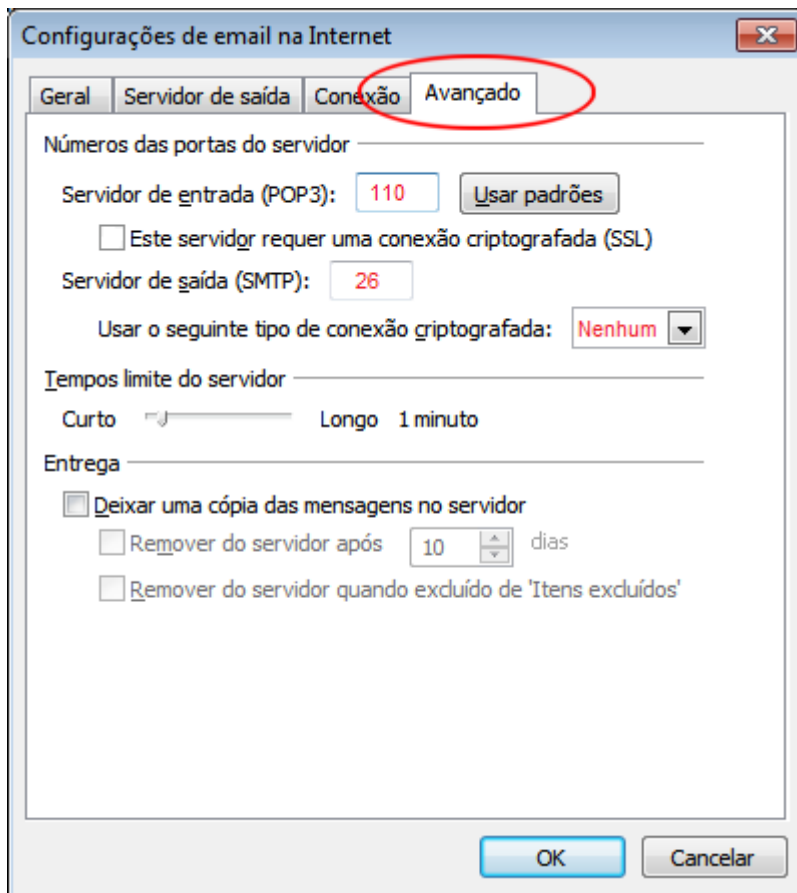 Configurações de email na Internet
Geral Servidor de saída Conexão Avançado
Números das portas do servidor
Servidor de entrada (POP3): 110 Usar padrões
Este servidor requer uma conexão criptografada (SSL)
Servidor de saída (SMTP): 26
Usar o seguinte tipo de conexão criptografada: Nenhum
Tempos limite do servidor
Curto Longo 1 minuto
Entrega
Deixar uma cópia das mensagens no servidor
Remover do servidor após 10 dias
Remover do servidor quando excluído de 'Itens excluídos'
OK Cancelar